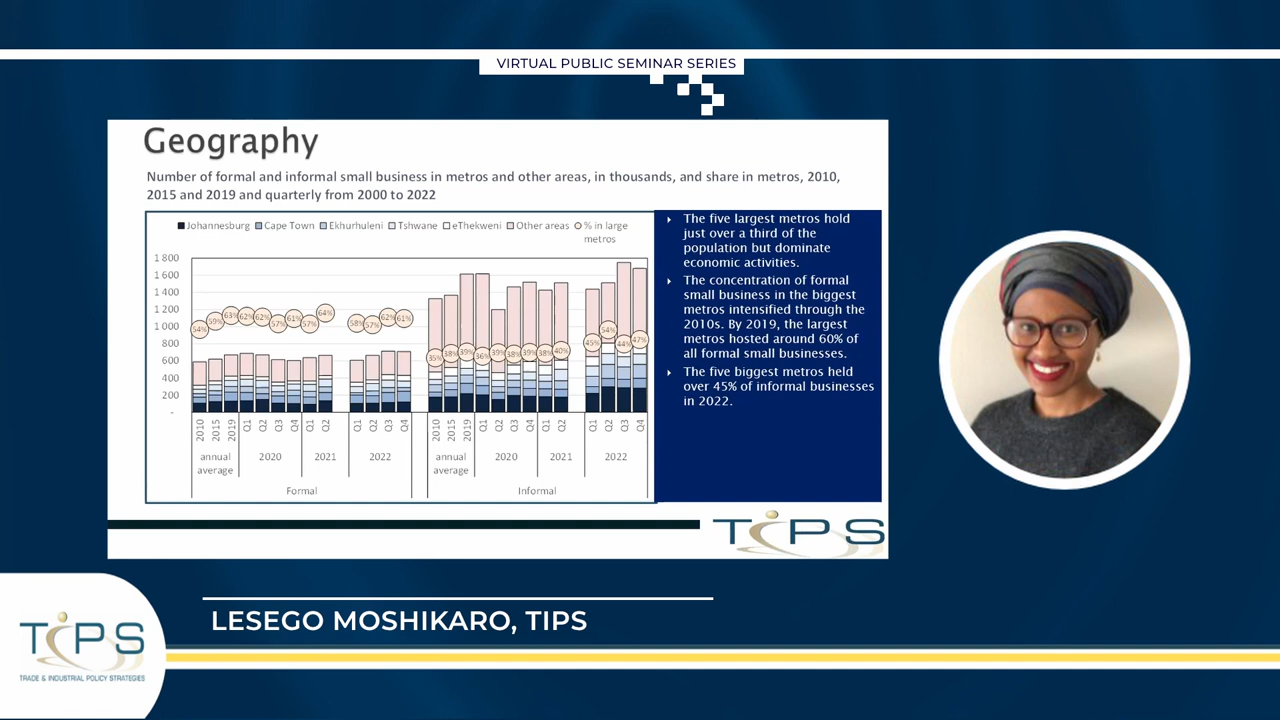 VIRTUAL PUBLIC SEMINAR SERIES
Geography
Number of formal and informal small business in metros and other areas, in thousands, and share in metros, 2010,
2015 and 2019 and quarterly from 2000 to 2022
Johannesburg Cape Town Ekhurhuleni Tshwane eThekweni Other areas % in large
metros
1 800
1 600
1 400
1 200
1 000
800
600
400
200
-
54% 59% 63% 62% 62% 57% 61% 57% 64% 58% 57% 62% 61% 35% 38% 39% 36% 39% 38% 39% 38% 40% 45% 54% 44% 47%
2010 2015 2019 Q1 Q2 Q3 Q4 Q1 Q2 Q1 Q2 Q3 Q4 2010 2015 2019 Q1 Q2 Q3 Q4 Q1 Q2 Q1 Q2 Q3 Q4
annual 2020 2021 2022 annual 2020 2021 2022
average average
Formal Informal
The five largest metros hold
just over a third of the
population but dominate
economic activities.
The concentration of formal
small business in the biggest
metros intensified through the
2010s. By 2019, the largest
metros hosted around 60% of
all formal small businesses.
The five biggest metros held
over 45% of informal businesses
in 2022.
TIPS
LESEGO MOSHIKARO, TIPS
TIPS
TRADE & INDUSTRIAL POLICY STRATEGIES